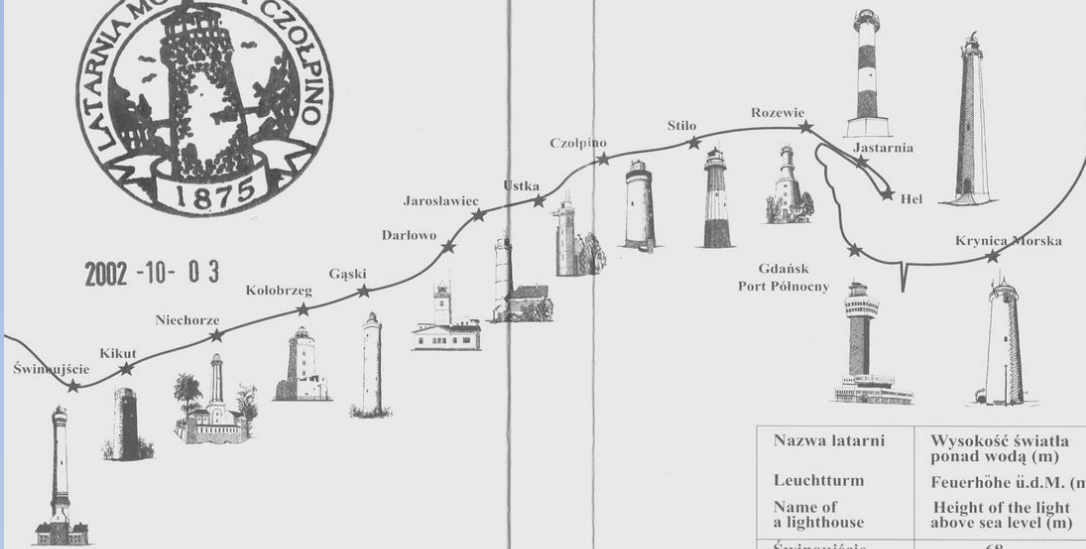 LATARNIA MO
CZOŁPINO
1875
2002 -10- 03
Świnoujście
Kikut
Niechorze
Kołobrzeg
Gąski
Darłowo
Jarosławiec
Ustka
Czołpino
Stilo
Rozewie
Jastarnia
Hel
Gdańsk
Port Północny
Krynica Morska
Nazwa latarni
Wysokość światła
ponad wodą (m)
Leuchtturm
Feuerhöhe ü.d.M. (m
Name of
a lighthouse
Height of the light
above sea level (m)
Świnoujście
68